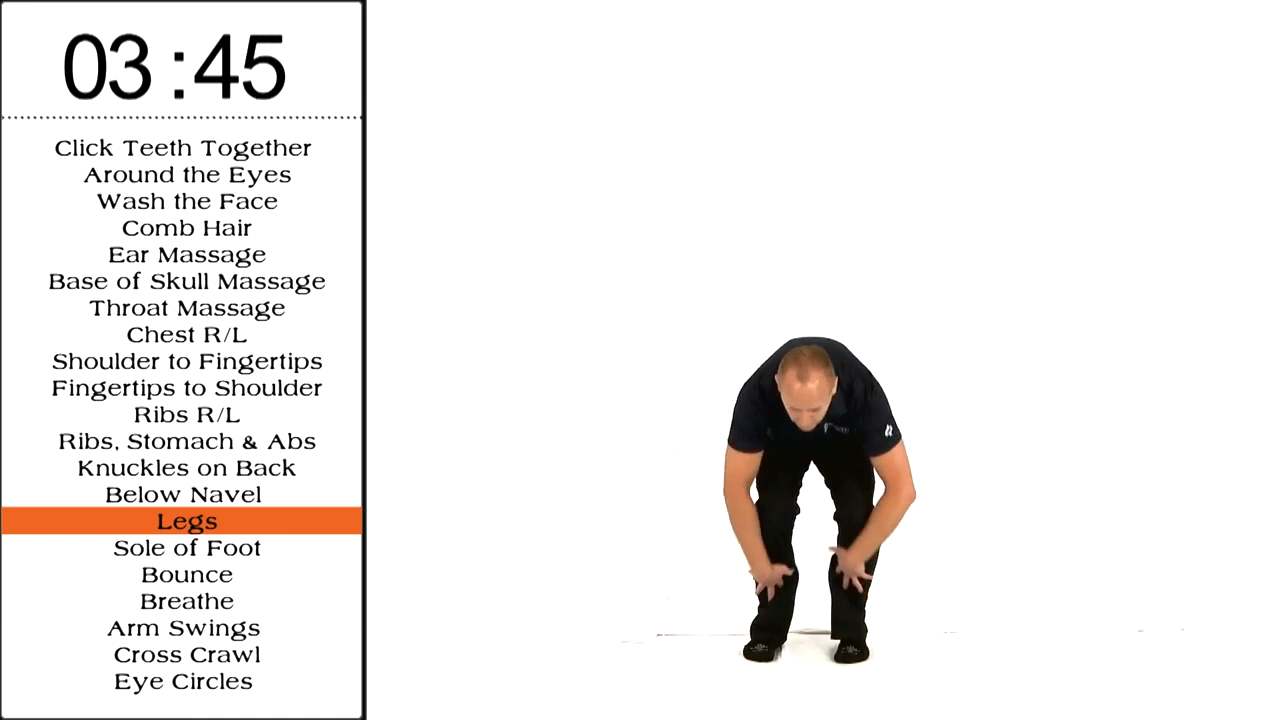 03:45
Click Teeth Together
Around the Eyes
Wash the Face
Comb Hair
Ear Massage
Base of Skull Massage
Throat Massage
Chest R/L
Shoulder to Fingertips
Fingertips to Shoulder
Ribs R/L
Ribs, Stomach & Abs
Knuckles on Back
Below Navel
Legs
Sole of Foot
Bounce
Breathe
Arm Swings
Cross Crawl
Eye Circles